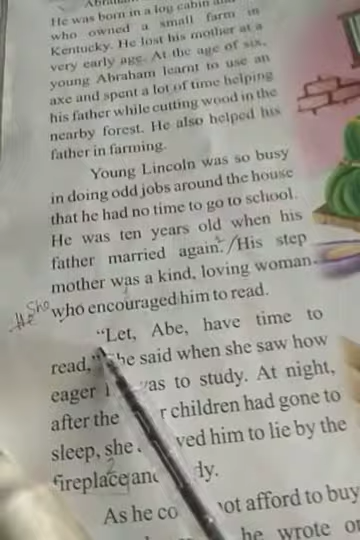 He was born in a log cabin and
who owned a small farm in
Kentucky. He lost his mother at a
very early age. At the age of six,
young Abraham learnt to use an
axe and spent a lot of time helping
his father while cutting wood in the
nearby forest. He also helped his
father in farming.
Young Lincoln was so busy
in doing odd jobs around the house
that he had no time to go to school.
He was ten years old when his
father married again. His step
mother was a kind, loving woman.
She
who encouraged him to read.
"Let, Abe, have time to
read," she said when she saw how
eager was to study. At night,
after the children had gone to
sleep, she him to lie by the
fireplace and
As he not afford to buy
he wrote